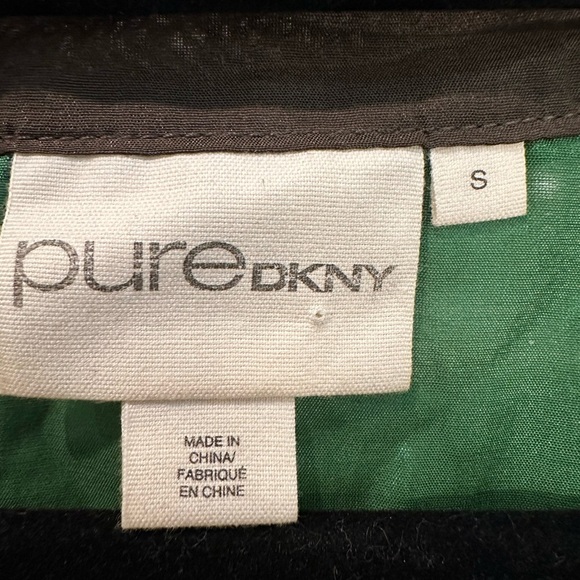 pureDKNY
S
MADE IN
CHINA/
FABRIQUÉ
EN CHINE